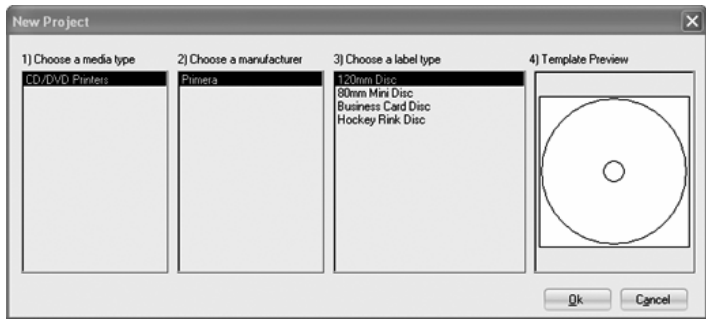 New Project
1) Choose a media type
2) Choose a manufacturer
3) Choose a label type
4) Template Preview
CD/DVD Printers
Primera
120mm Disc
80mm Mini Disc
Business Card Disc
Hockey Rink Disc
Ok
Cancel